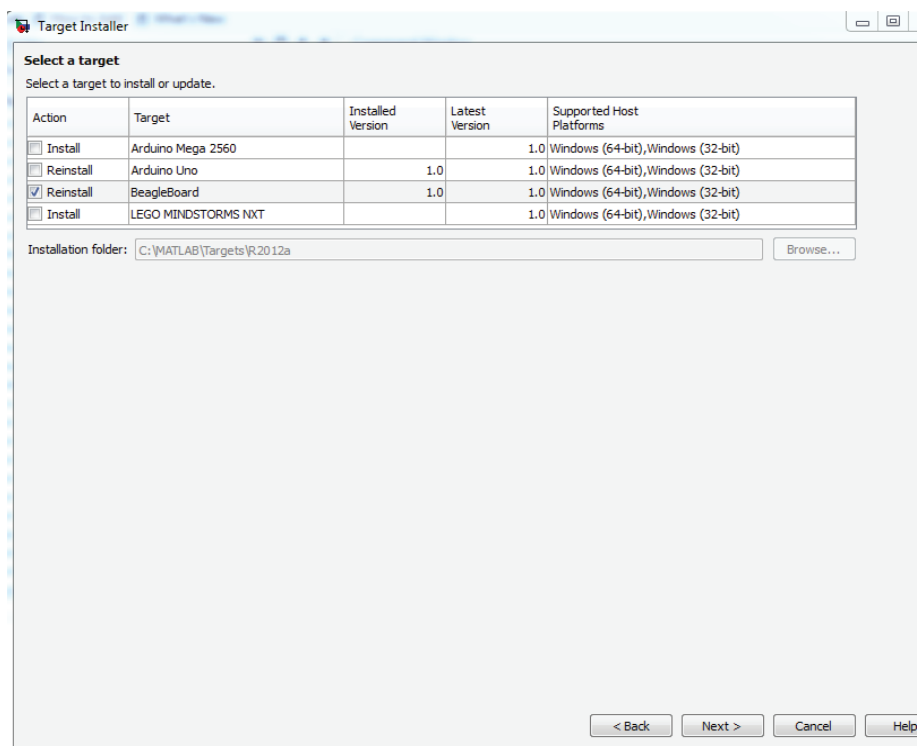 Target Installer
Select a target
Select a target to install or update.
Action Target Installed Version Latest Version Supported Host Platforms
Install Arduino Mega 2560 1.0 Windows (64-bit),Windows (32-bit)
Reinstall Arduino Uno 1.0 1.0 Windows (64-bit),Windows (32-bit)
Reinstall BeagleBoard 1.0 1.0 Windows (64-bit),Windows (32-bit)
Install LEGO MINDSTORMS NXT 1.0 Windows (64-bit),Windows (32-bit)
Installation folder: C:\MATLAB\Targets\R2012a Browse...
< Back Next > Cancel Help